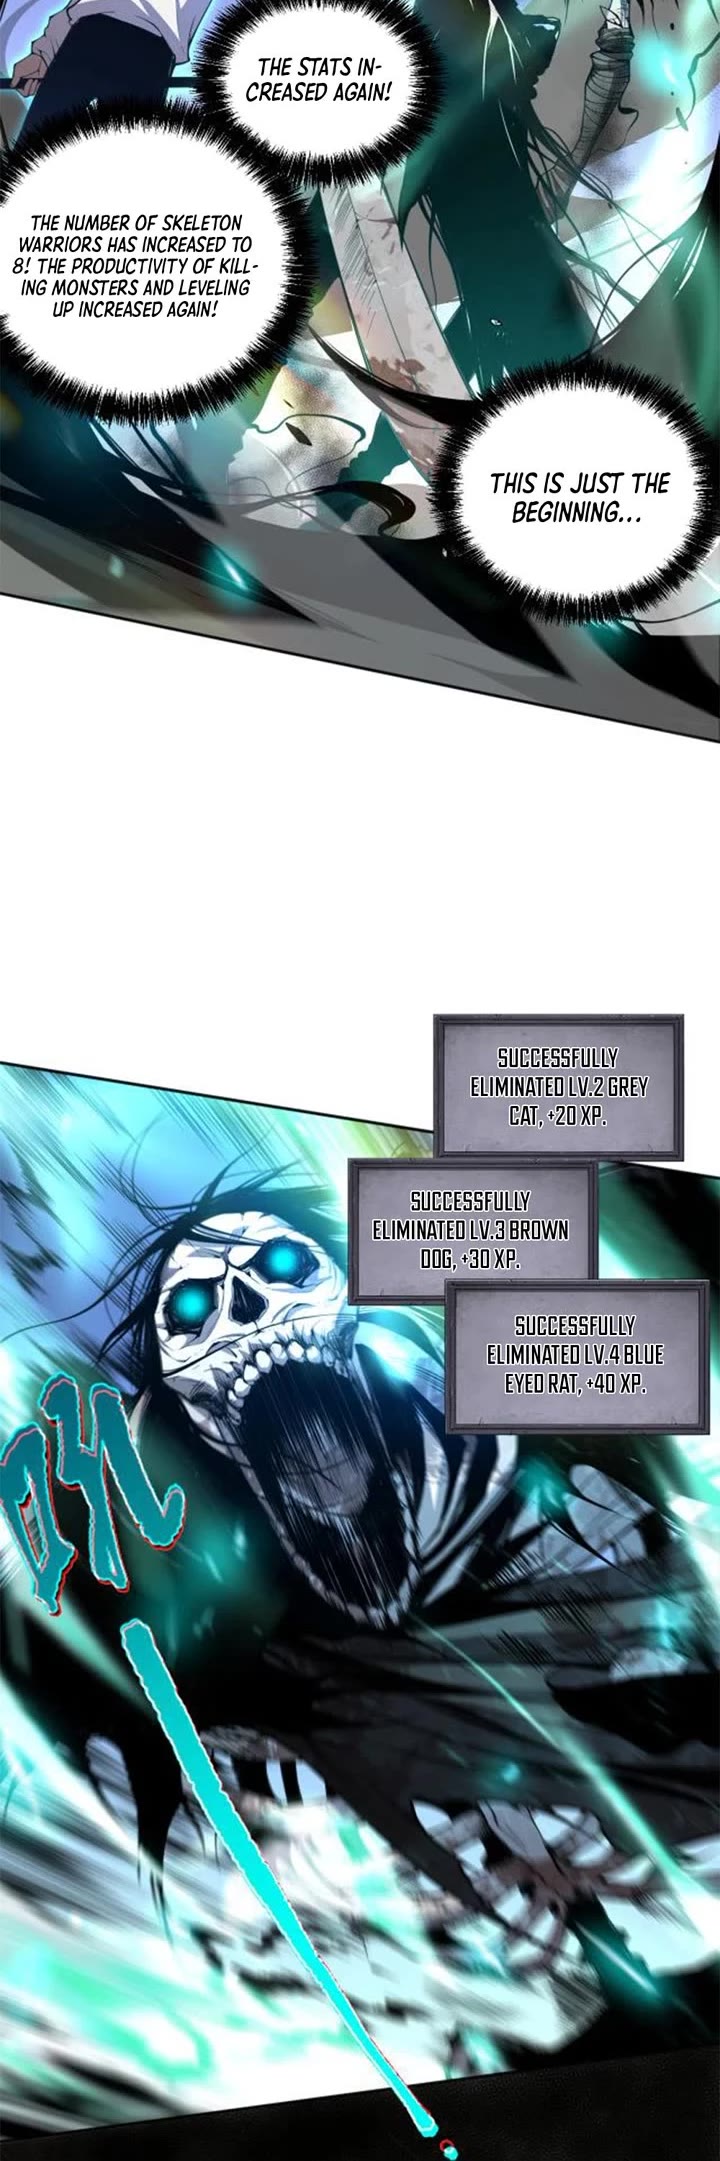 THE STATS IN-
CREASED AGAIN!
THE NUMBER OF SKELETON
WARRIORS HAS INCREASED TO
8! THE PRODUCTIVITY OF KILL-
ING MONSTERS AND LEVELING
UP INCREASED AGAIN!
THIS IS JUST THE
BEGINNING...
SUCCESSFULLY
ELIMINATED LV.2 GREY
CAT, +20 XP.
SUCCESSFULLY
ELIMINATED LV.3 BROWN
DOG, +30 XP.
SUCCESSFULLY
ELIMINATED LV.4 BLUE
EYED RAT, +40 XP.